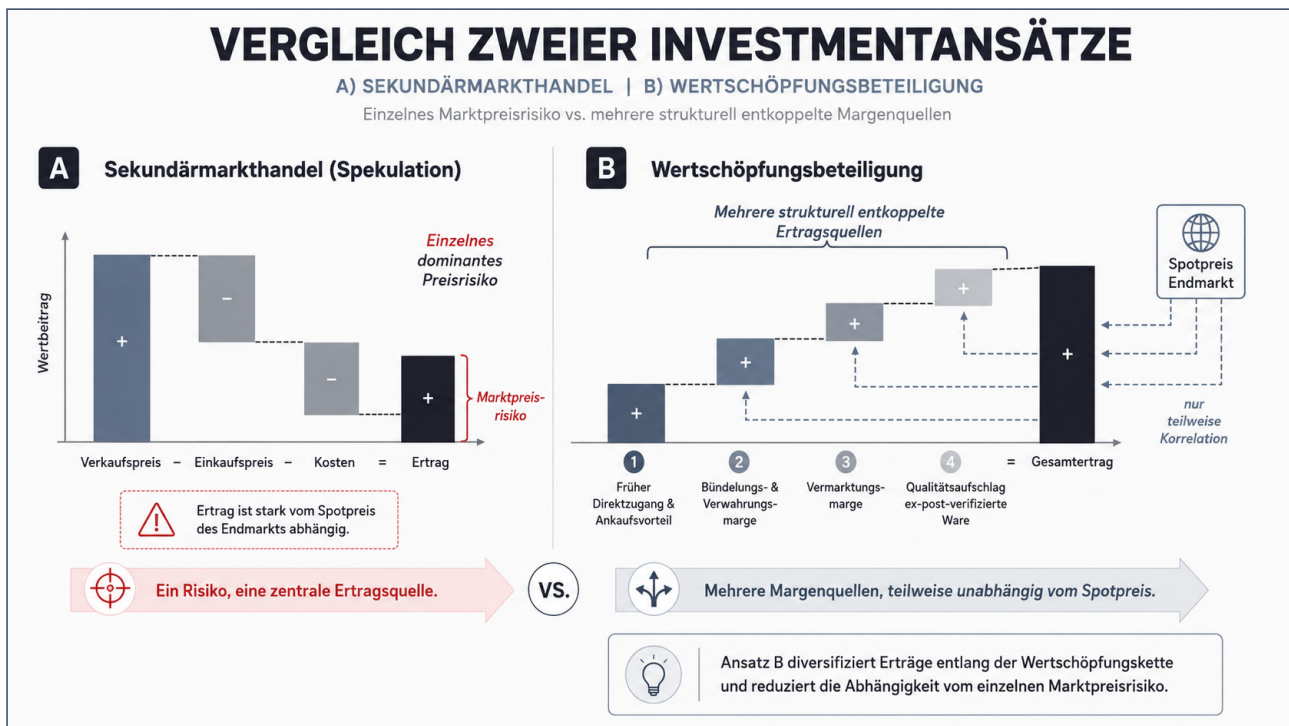 VERGLEICH ZWEIER INVESTMENTANSÄTZE
A) SEKUNDÄRMARKTHANDEL | B) WERTSCHÖPFUNGSBETEILIGUNG
Einzelnes Marktpreisrisiko vs. mehrere strukturell entkoppelte Margenquellen
A
Sekundärmarkthandel (Spekulation)
Wertbeitrag
Einzelnes
dominantes
Preisrisiko
+
−
−
+
Marktpreis-
risiko
Verkaufspreis − Einkaufspreis − Kosten = Ertrag
Ertrag ist stark vom Spotpreis
des Endmarkts abhängig.
Ein Risiko, eine zentrale Ertragsquelle.
VS.
B
Wertschöpfungsbeteiligung
Mehrere strukturell entkoppelte
Ertragsquellen
+
+
+
+
+
Spotpreis
Endmarkt
nur
teilweise
Korrelation
1
Früher
Direktzugang &
Ankaufsvorteil
2
Bündelungs- &
Verwahrungs-
marge
3
Vermarktungs-
marge
4
Qualitätsaufschlag
ex-post-verifizierte
Ware
= Gesamtertrag
Mehrere Margenquellen, teilweise unabhängig vom Spotpreis.
Ansatz B diversifiziert Erträge entlang der Wertschöpfungskette
und reduziert die Abhängigkeit vom einzelnen Marktpreisrisiko.